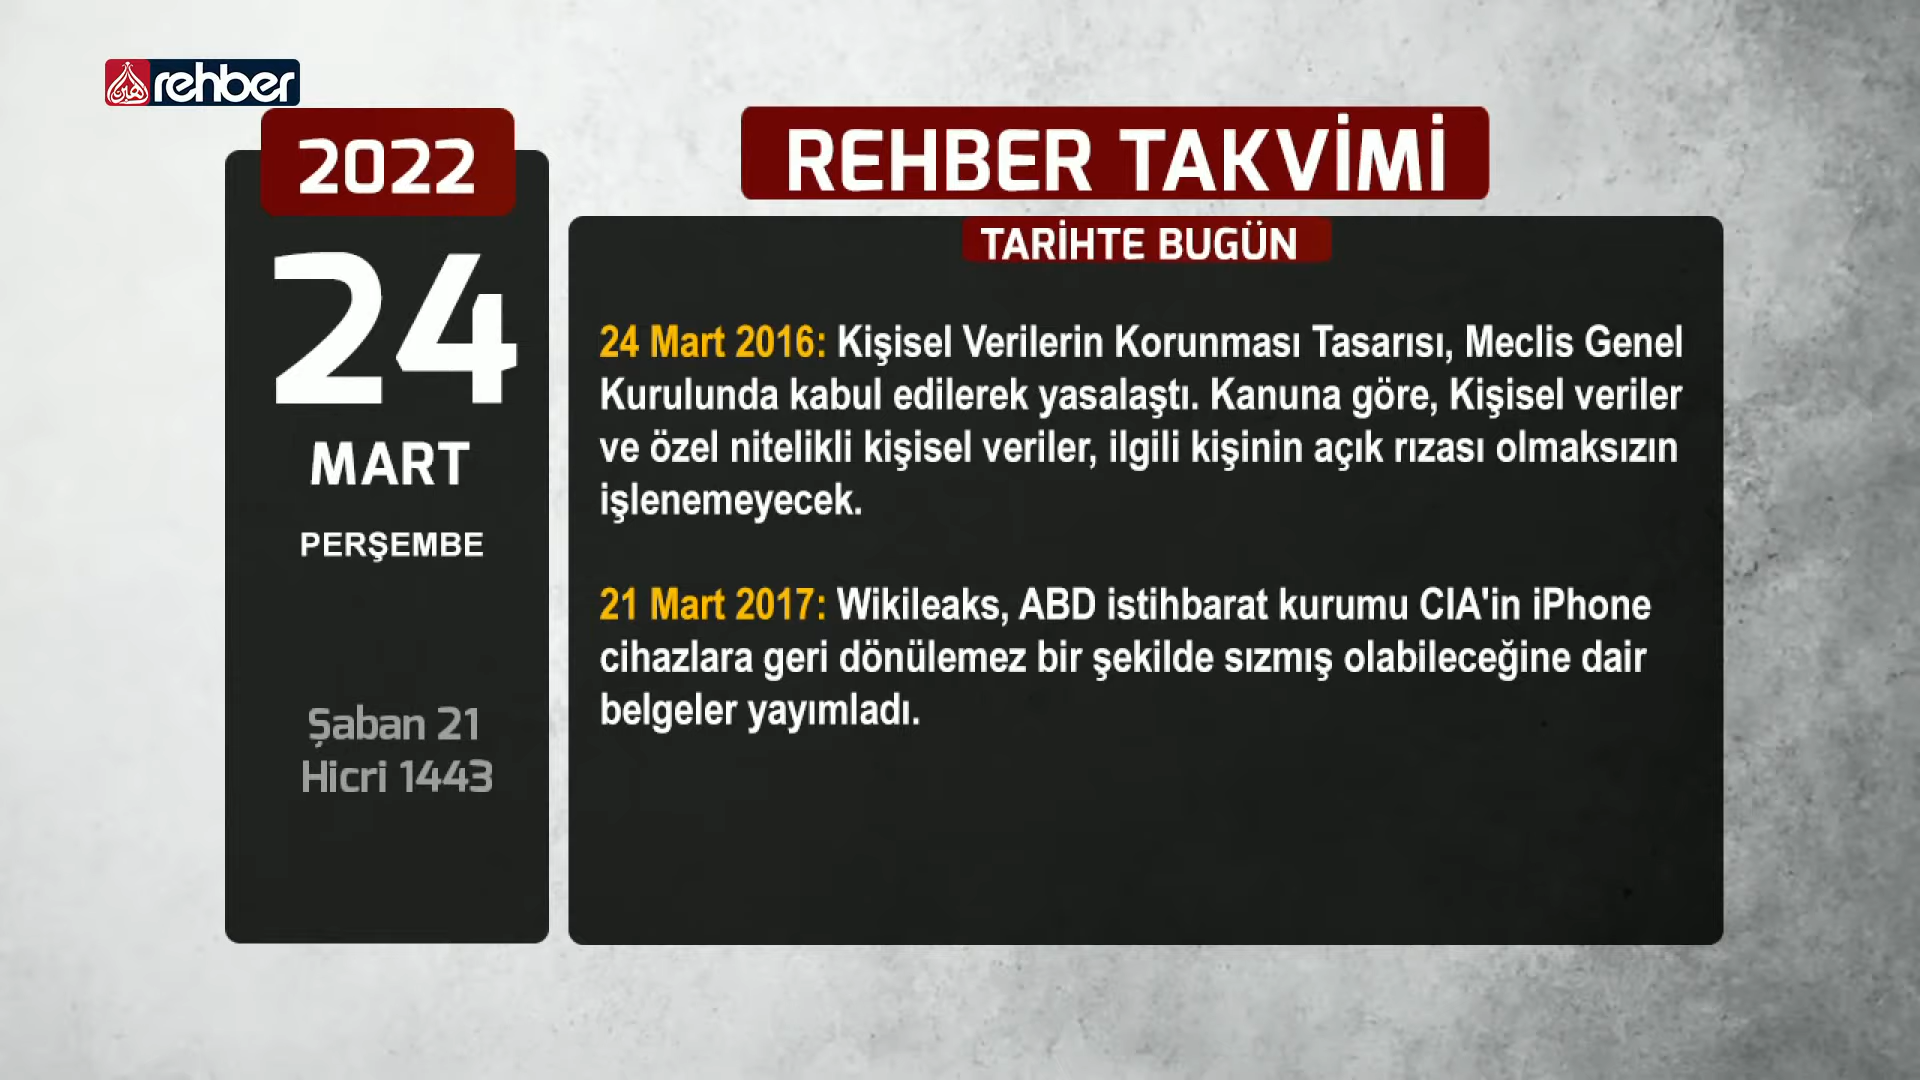 rehber
2022
24
MART
PERŞEMBE
Şaban 21
Hicri 1443
REHBER TAKVİMİ
TARİHTE BUGÜN
24 Mart 2016: Kişisel Verilerin Korunması Tasarısı, Meclis Genel
Kurulunda kabul edilerek yasalaştı. Kanuna göre, Kişisel veriler
ve özel nitelikli kişisel veriler, ilgili kişinin açık rızası olmaksızın
işlenemeyecek.
21 Mart 2017: Wikileaks, ABD istihbarat kurumu CIA'in iPhone
cihazlara geri dönülemez bir şekilde sızmış olabileceğine dair
belgeler yayımladı.